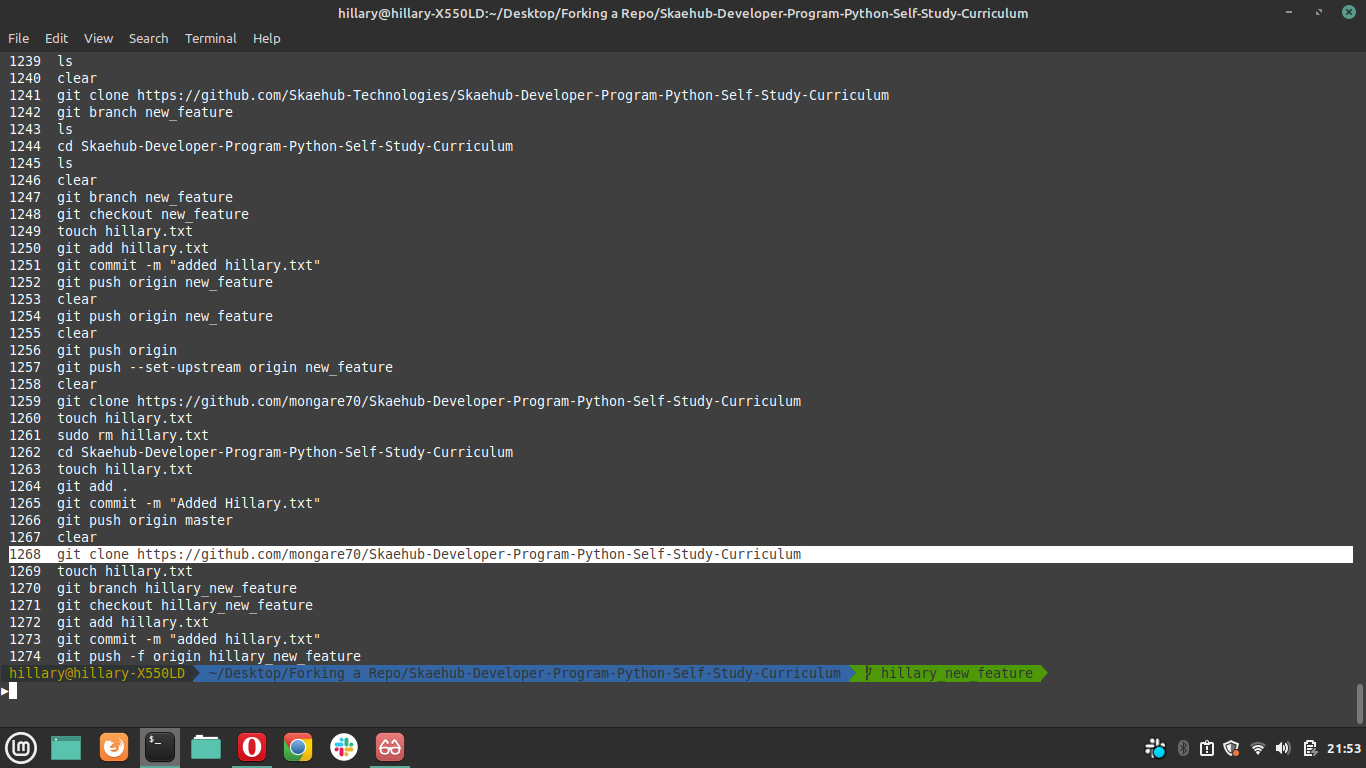 hillary@hillary-X550LD:~/Desktop/Forking a Repo/Skaehub-Developer-Program-Python-Self-Study-Curriculum
File Edit View Search Terminal Help
1239 ls
1240 clear
1241 git clone https://github.com/Skaehub-Technologies/Skaehub-Developer-Program-Python-Self-Study-Curriculum
1242 git branch new_feature
1243 ls
1244 cd Skaehub-Developer-Program-Python-Self-Study-Curriculum
1245 ls
1246 clear
1247 git branch new_feature
1248 git checkout new_feature
1249 touch hillary.txt
1250 git add hillary.txt
1251 git commit -m "added hillary.txt"
1252 git push origin new_feature
1253 clear
1254 git push origin new_feature
1255 clear
1256 git push origin
1257 git push --set-upstream origin new_feature
1258 clear
1259 git clone https://github.com/mongare70/Skaehub-Developer-Program-Python-Self-Study-Curriculum
1260 touch hillary.txt
1261 sudo rm hillary.txt
1262 cd Skaehub-Developer-Program-Python-Self-Study-Curriculum
1263 touch hillary.txt
1264 git add .
1265 git commit -m "Added Hillary.txt"
1266 git push origin master
1267 clear
1268 git clone https://github.com/mongare70/Skaehub-Developer-Program-Python-Self-Study-Curriculum
1269 touch hillary.txt
1270 git branch hillary_new_feature
1271 git checkout hillary_new_feature
1272 git add hillary.txt
1273 git commit -m "added hillary.txt"
1274 git push -f origin hillary_new_feature
hillary@hillary-X550LD ~/Desktop/Forking a Repo/Skaehub-Developer-Program-Python-Self-Study-Curriculum hillary_new_feature
21:53